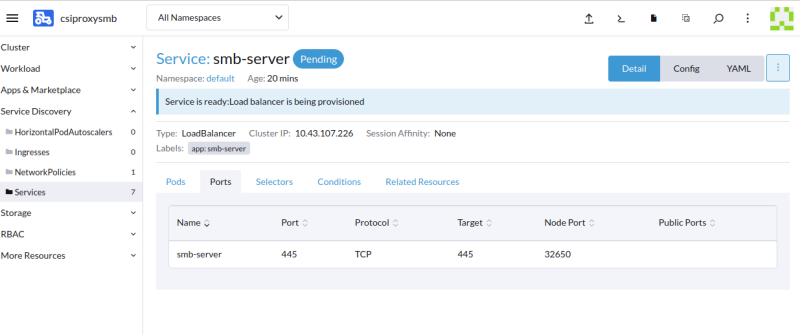 csiproxysmb
All Namespaces
Cluster
Workload
Apps & Marketplace
Service Discovery
HorizontalPodAutoscalers 0
Ingresses 0
NetworkPolicies 1
Services 7
Storage
RBAC
More Resources
Service: smb-server Pending
Namespace: default Age: 20 mins
Detail Config YAML
Service is ready:Load balancer is being provisioned
Type: LoadBalancer Cluster IP: 10.43.107.226 Session Affinity: None
Labels: app: smb-server
Pods Ports Selectors Conditions Related Resources
Name Port Protocol Target Node Port Public Ports
smb-server 445 TCP 445 32650